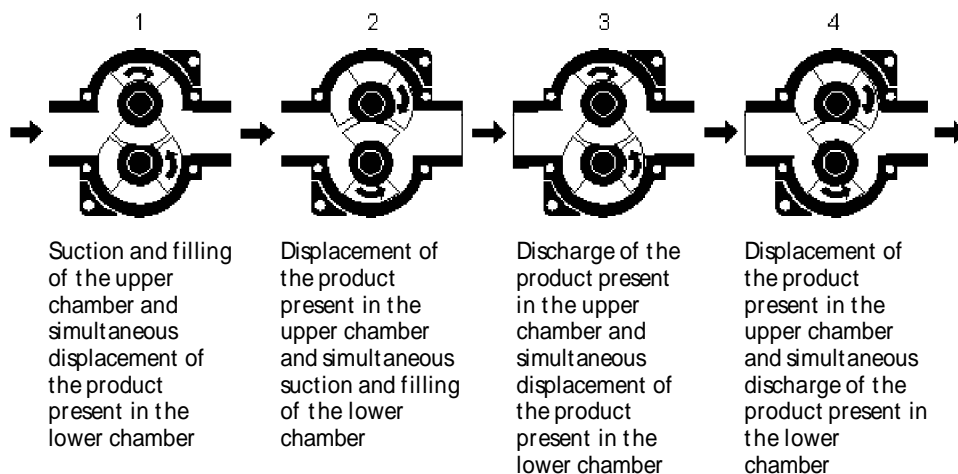 1
2
3
4
Suction and filling
of the upper
chamber and
simultaneous
displacement of
the product
present in the
lower chamber
Displacement of
the product
present in the
upper chamber
and simultaneous
suction and filling
of the lower
chamber
Discharge of the
product present
in the upper
chamber and
simultaneous
displacement of
the product
present in the
lower chamber
Displacement of
the product
present in the
upper chamber
and simultaneous
discharge of the
product present in
the lower
chamber